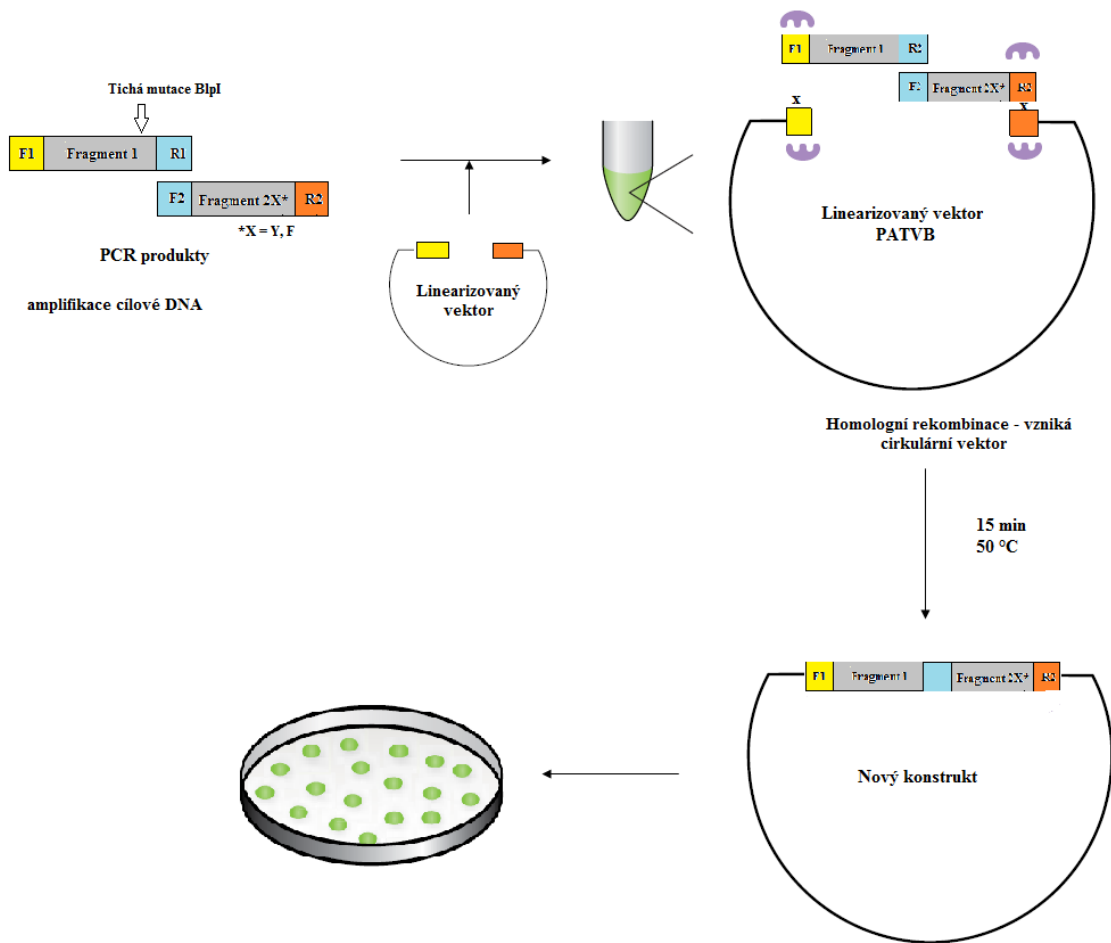 Tichá mutace BlpI
F1 Fragment 1 R1
F2 Fragment 2X* R2
*X = Y, F
PCR produkty
amplifikace cílové DNA
Linearizovaný
vektor
F1 Fragment 1 R2
F2 Fragment 2X* R2
x
x
Linearizovaný vektor
PATVB
Homologní rekombinace - vzniká
cirkulární vektor
15 min
50 °C
F1 Fragment 1 Fragment 2X* R2
Nový konstrukt